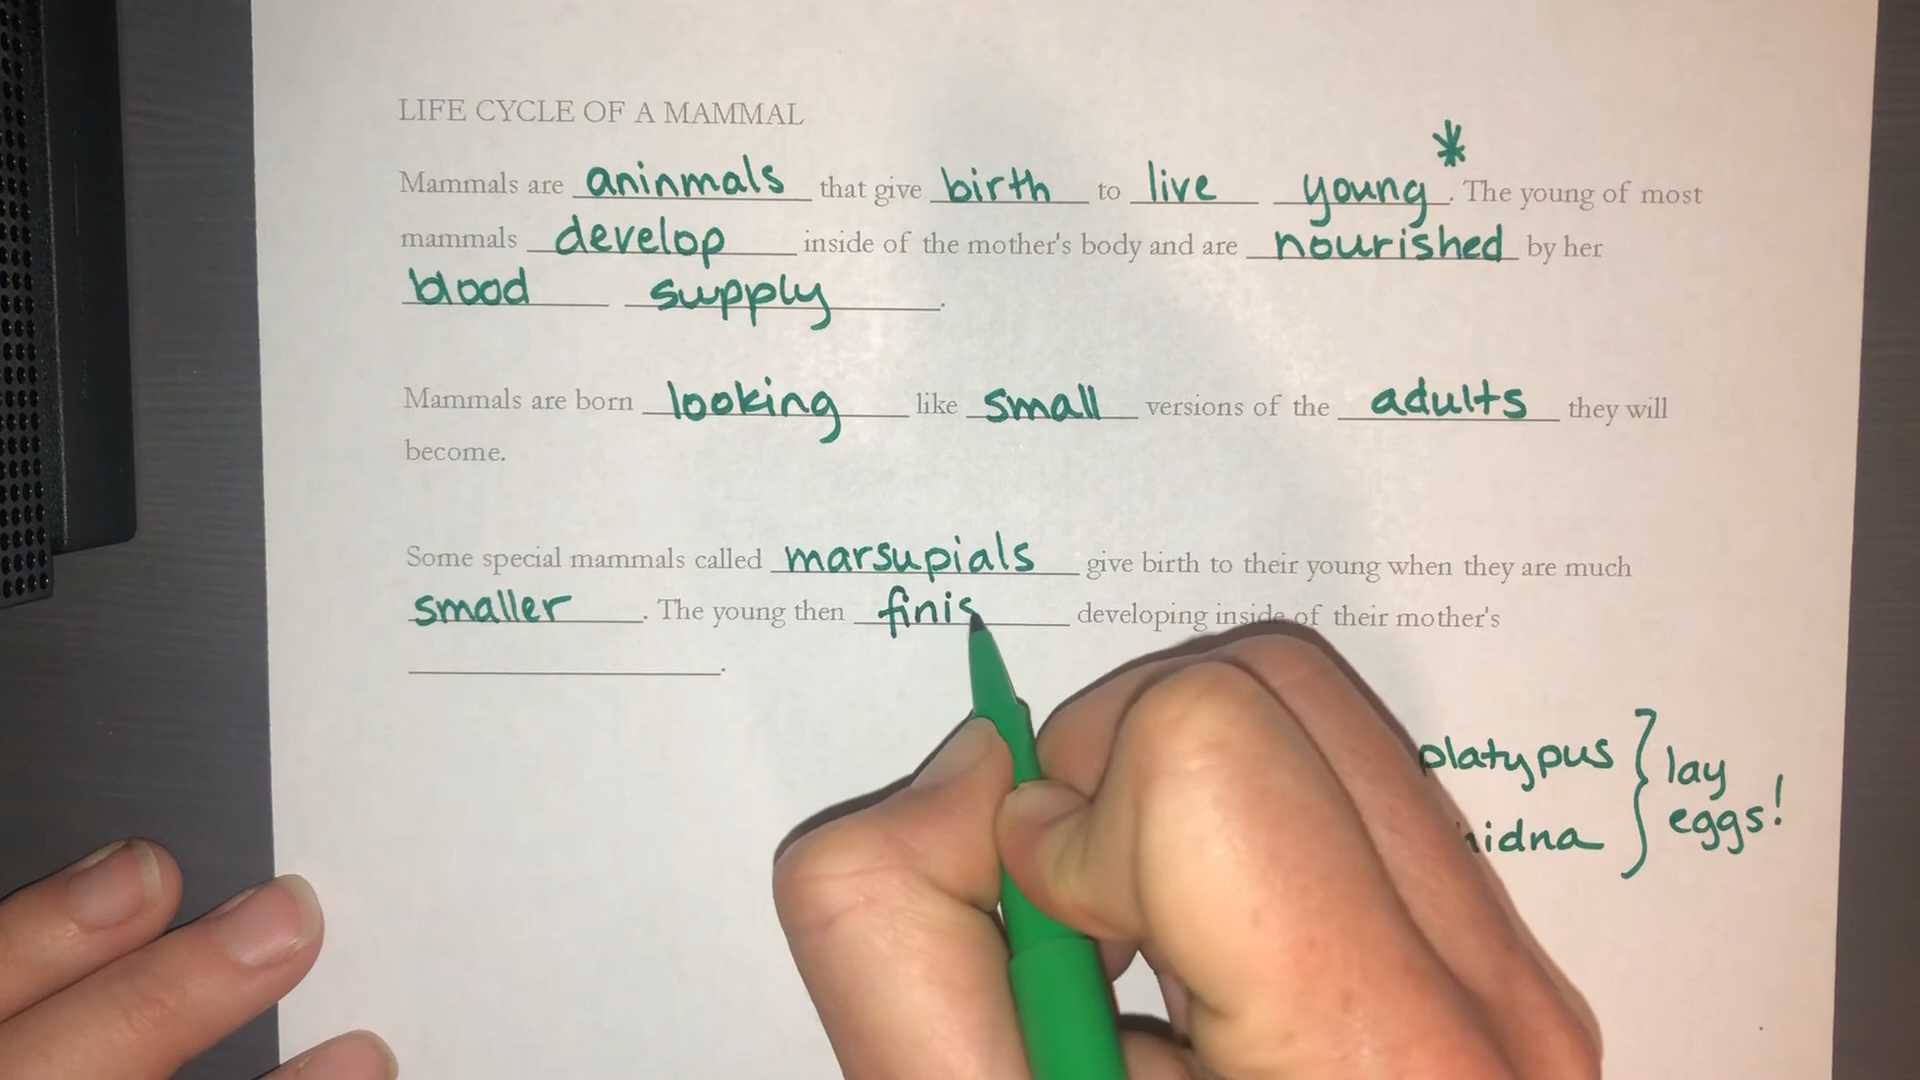 LIFE CYCLE OF A MAMMAL
*
Mammals are aninmals that give birth to live young. The young of most
mammals develop inside of the mother's body and are nourished by her
blood supply.
Mammals are born looking like small versions of the adults they will
become.
Some special mammals called marsupials give birth to their young when they are much
smaller. The young then finis developing inside of their mother's
platypus } lay
hidna eggs!